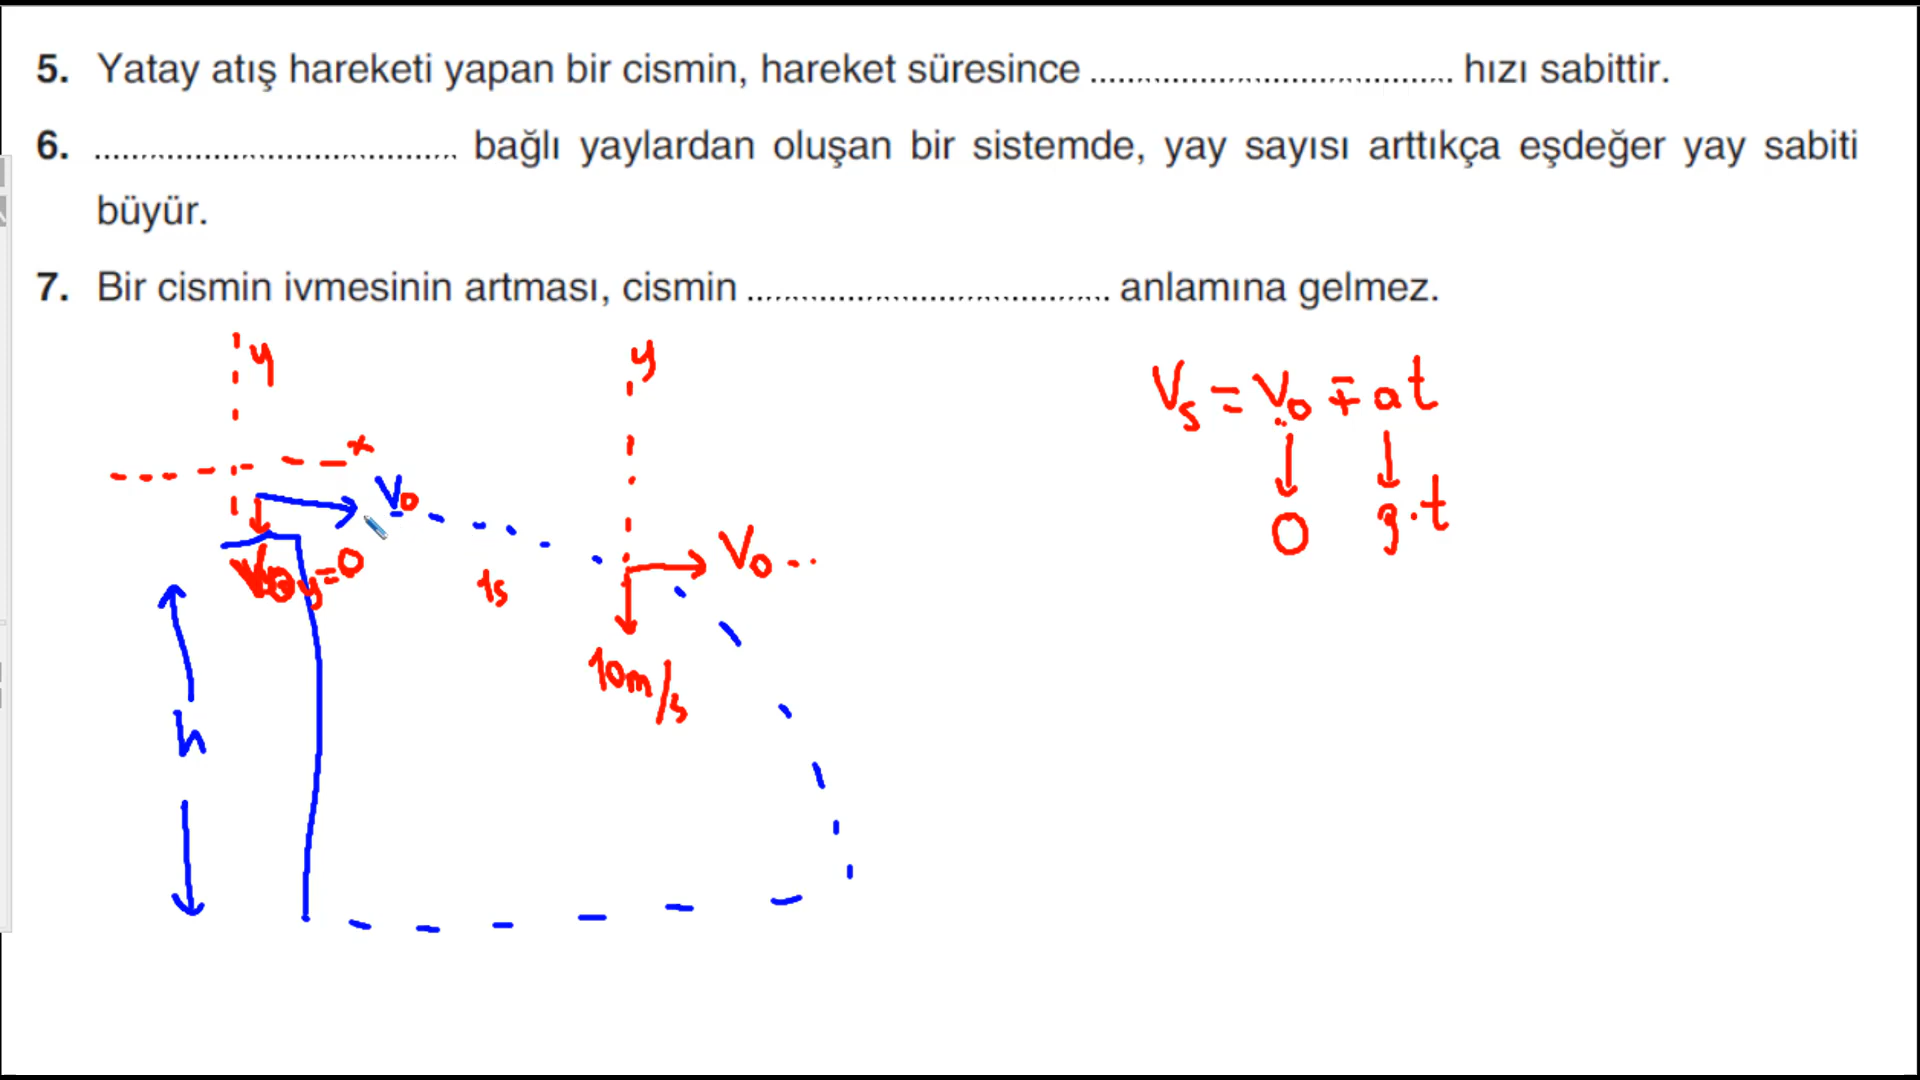 5. Yatay atış hareketi yapan bir cismin, hareket süresince .................................... hızı sabittir.
6. .................................... bağlı yaylardan oluşan bir sistemde, yay sayısı arttıkça eşdeğer yay sabiti
büyür.
7. Bir cismin ivmesinin artması, cismin .................................... anlamına gelmez.
y
y
Vs = V0 ∓ at
x
V0
0
g.t
V0
V0y=0
1s
10m/s
h